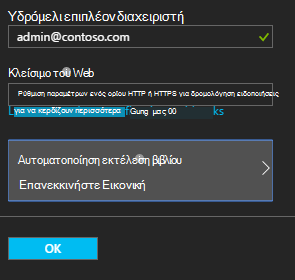 Υδρόμελι επιπλέον διαχειριστή
admin@contoso.com
Κλείσιμο του Web
Ρύθμιση παραμέτρων ενός ορίου HTTP ή HTTPS για δρομολόγηση ειδοποιήσεις
για να κερδίζουν περισσότερα Gung μας 00 ks
Αυτοματοποίηση εκτέλεση βιβλίου
Επανεκκινήστε Εικονική
OK